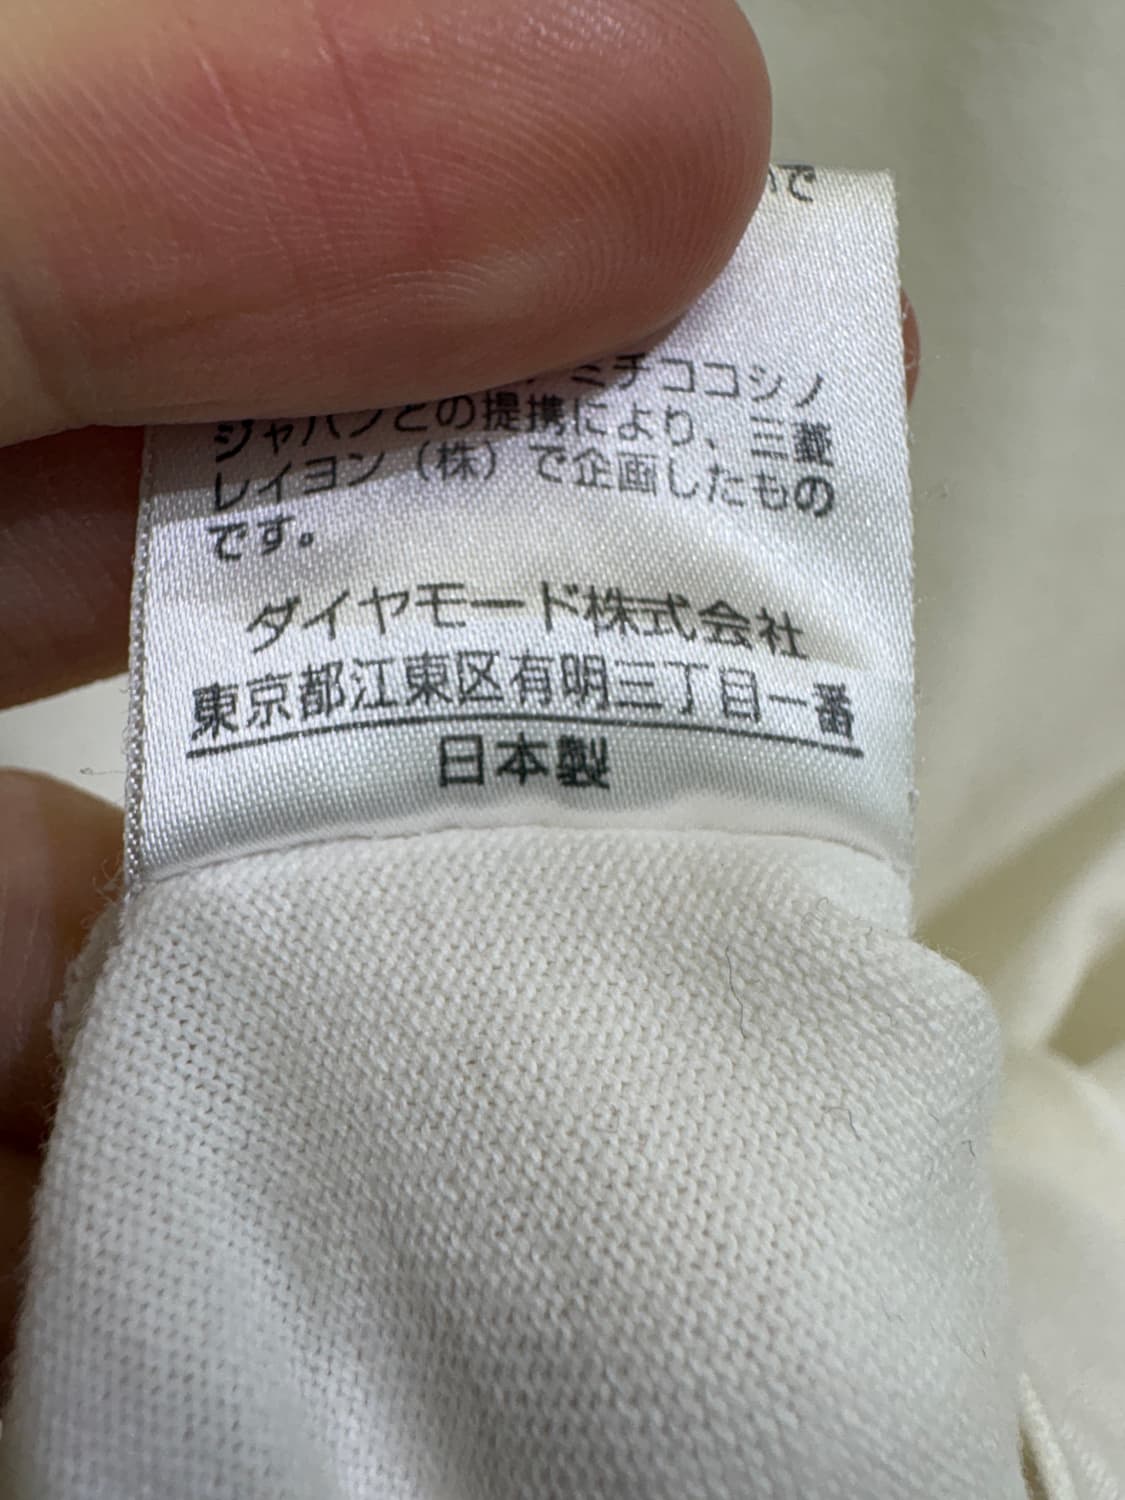 で
ミチココシノ
ジャパンとの提携により、三菱
レイヨン（株）で企画したもの
です。
ダイヤモード株式会社
東京都江東区有明三丁目一番
日本製